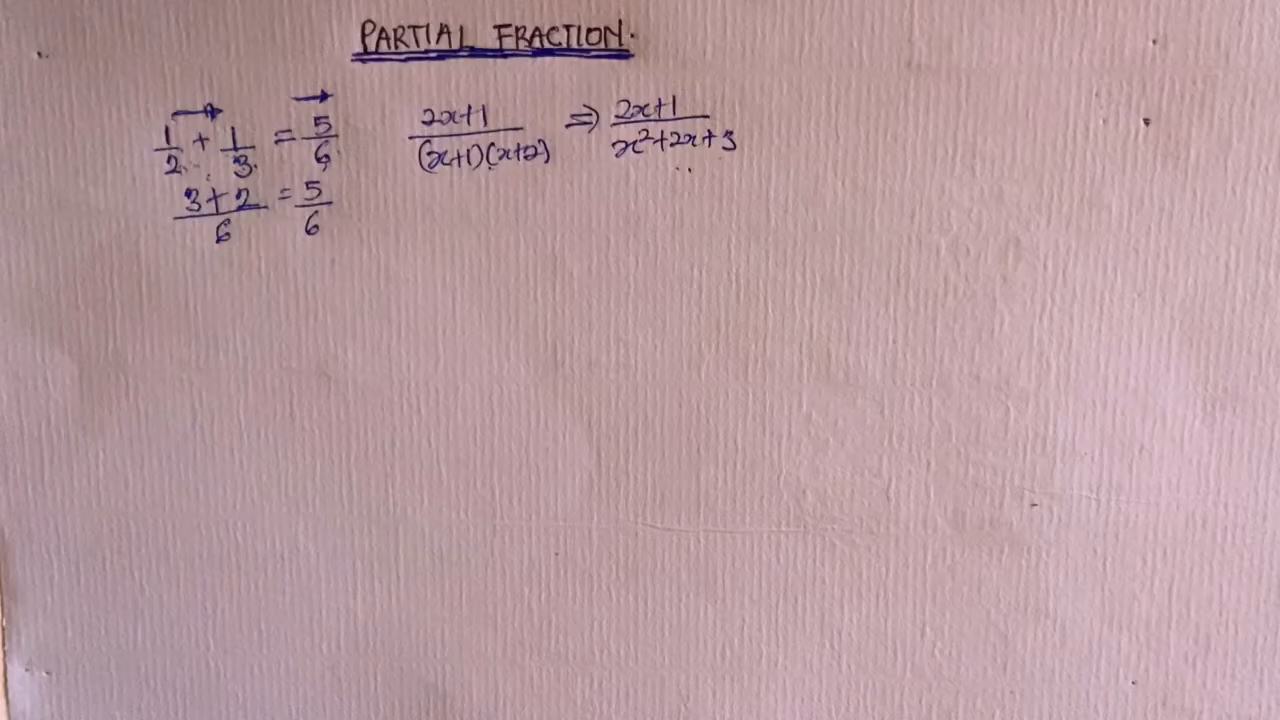 PARTIAL FRACTION.
1/2 + 1/3 = 5/6
(3+2)/6 = 5/6
(2x+1)/((x+1)(x+2)) ⇒ (2x+1)/(x²+2x+3)